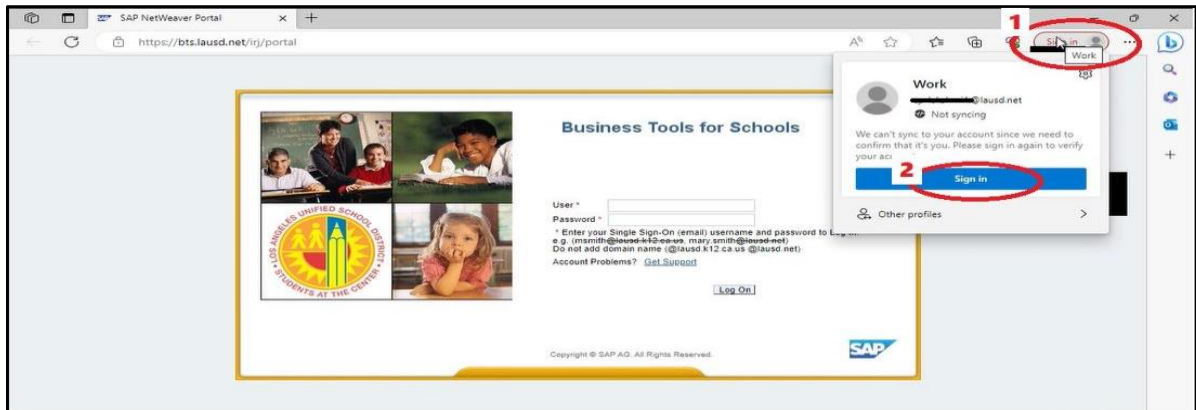 SAP NetWeaver Portal
1
https://bts.lausd.net/irj/portal
Sign in
Work
Work
@lausd.net
Not syncing
We can't sync to your account since we need to
confirm that it's you. Please sign in again to verify
your
2
Sign in
Other profiles
Business Tools for Schools
User *
Password *
* Enter your Single Sign-On (email) username and password to Log
e.g. (msmith@lausd.k12.ca.us, mary.smith@lausd.net)
Do not add domain name (@lausd.k12.ca.us @lausd.net)
Account Problems? Get Support
Log On
LOS ANGELES UNIFIED SCHOOL DISTRICT
STUDENTS AT THE CENTER
Copyright © SAP AG. All Rights Reserved.
SAP